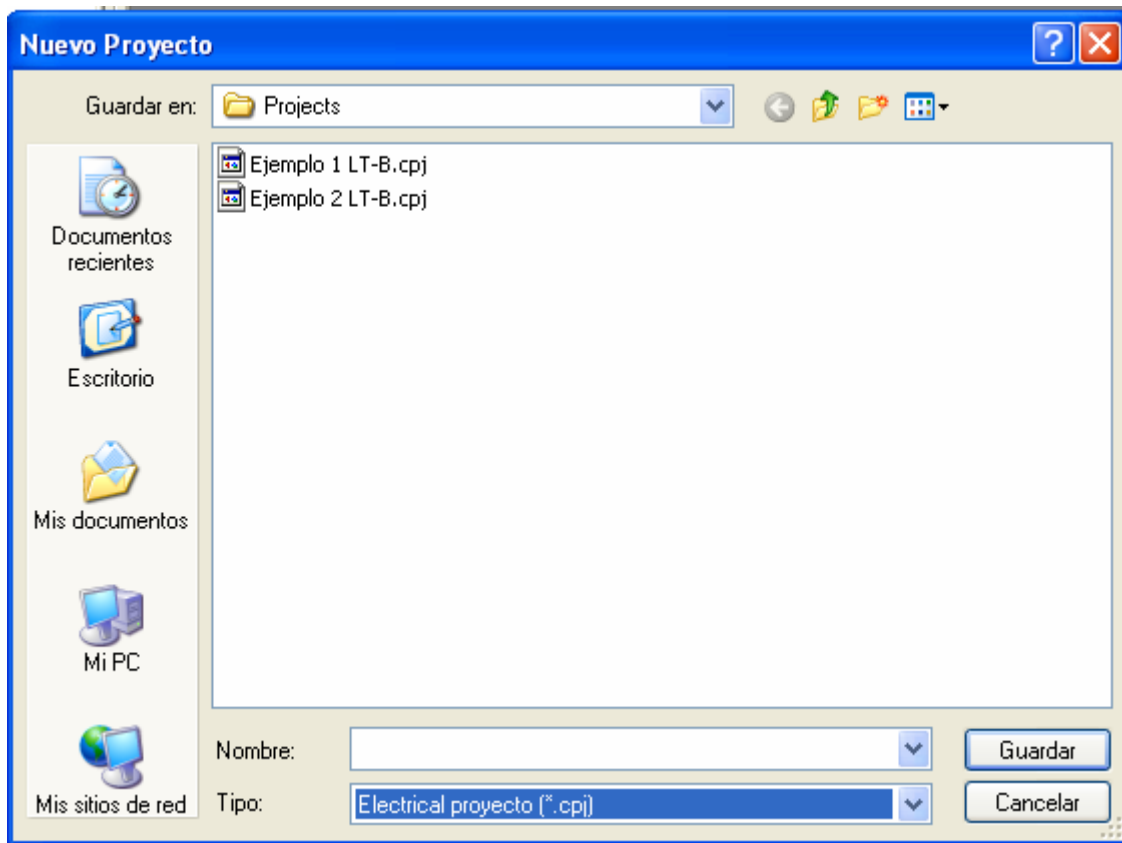 Nuevo Proyecto
Guardar en: Projects
Ejemplo 1 LT-B.cpj
Ejemplo 2 LT-B.cpj
Documentos
recientes
Escritorio
Mis documentos
Mi PC
Mis sitios de red
Nombre:
Guardar
Tipo: Electrical proyecto (*.cpj)
Cancelar